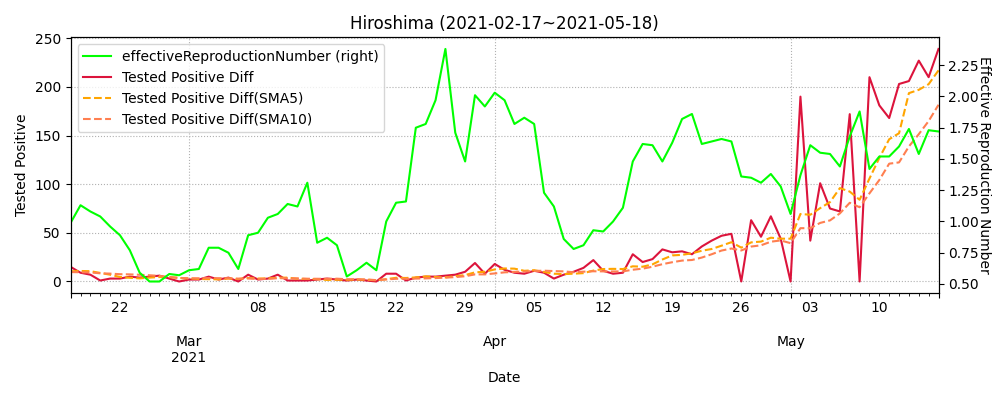 Hiroshima (2021-02-17~2021-05-18)
effectiveReproductionNumber (right)
Tested Positive Diff
Tested Positive Diff(SMA5)
Tested Positive Diff(SMA10)
Tested Positive
250
200
150
100
50
0
Effective Reproduction Number
2.25
2.00
1.75
1.50
1.25
1.00
0.75
0.50
22 08 15 22 29 05 12 19 26 03 10
Mar Apr May
2021
Date